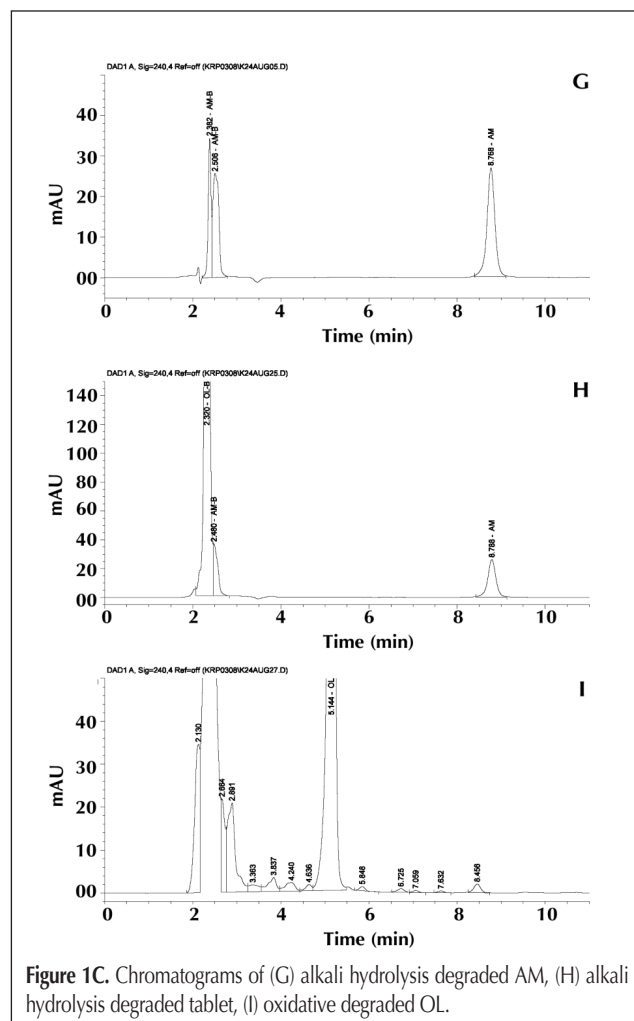 DAD1 A, Sig=240,4 Ref=off (KRP0308\K24AUG05.D)
G
mAU
40
30
20
10
00
2.382 - AM-B
2.506 - AM-B
8.768 - AM
0 2 4 6 8 10
Time (min)
DAD1 A, Sig=240,4 Ref=off (KRP0308\K24AUG25.D)
H
mAU
140
120
100
80
60
40
20
00
2.320 - OL-B
2.480 - AM-B
8.788 - AM
0 2 4 6 8 10
Time (min)
DAD1 A, Sig=240,4 Ref=off (KRP0308\K24AUG27.D)
I
mAU
40
30
20
10
00
2.130
2.664
2.891
3.363
3.837
4.240
4.636
5.144 - OL
5.848
6.725
7.059
7.632
8.456
0 2 4 6 8 10
Time (min)
Figure 1C. Chromatograms of (G) alkali hydrolysis degraded AM, (H) alkali
hydrolysis degraded tablet, (I) oxidative degraded OL.